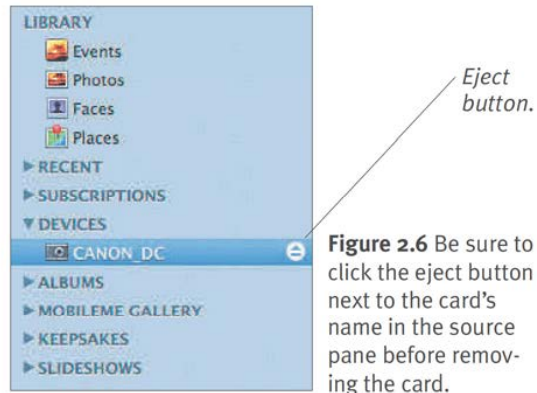 LIBRARY
Events
Photos
Faces
Places
RECENT
SUBSCRIPTIONS
DEVICES
CANON_DC
ALBUMS
MOBILEME GALLERY
KEEPSAKES
SLIDESHOWS
Eject
button.
Figure 2.6 Be sure to
click the eject button
next to the card's
name in the source
pane before remov-
ing the card.